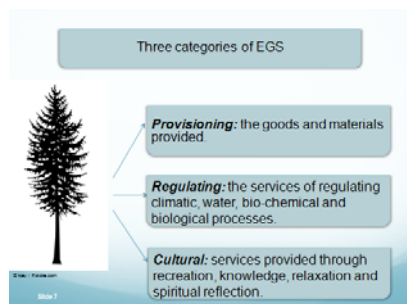 Three categories of EGS
Provisioning: the goods and materials
provided.
Regulating: the services of regulating
climatic, water, bio-chemical and
biological processes.
Cultural: services provided through
recreation, knowledge, relaxation and
spiritual reflection.
Slide 7